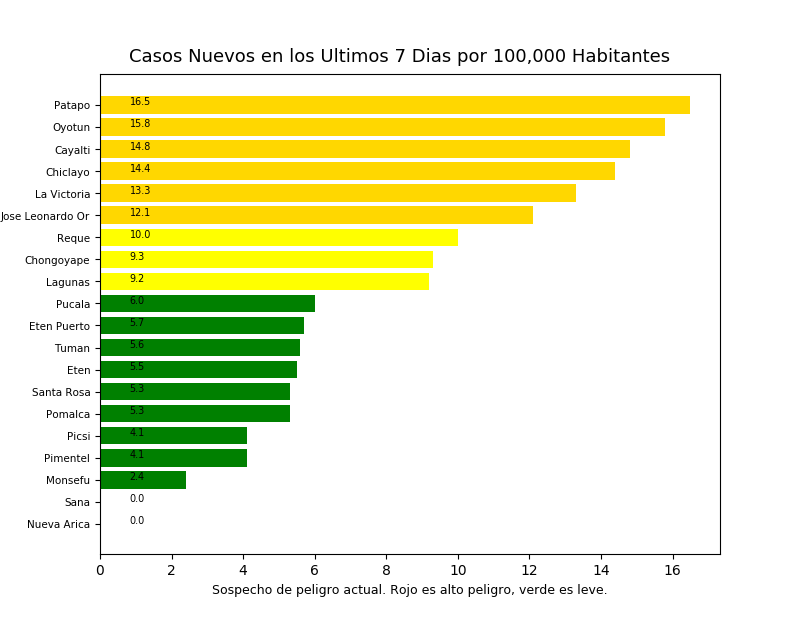 Casos Nuevos en los Ultimos 7 Dias por 100,000 Habitantes
Patapo 16.5
Oyotun 15.8
Cayalti 14.8
Chiclayo 14.4
La Victoria 13.3
Jose Leonardo Or 12.1
Reque 10.0
Chongoyape 9.3
Lagunas 9.2
Pucala 6.0
Eten Puerto 5.7
Tuman 5.6
Eten 5.5
Santa Rosa 5.3
Pomalca 5.3
Picsi 4.1
Pimentel 4.1
Monsefu 2.4
Sana 0.0
Nueva Arica 0.0
0 2 4 6 8 10 12 14 16
Sospecho de peligro actual. Rojo es alto peligro, verde es leve.